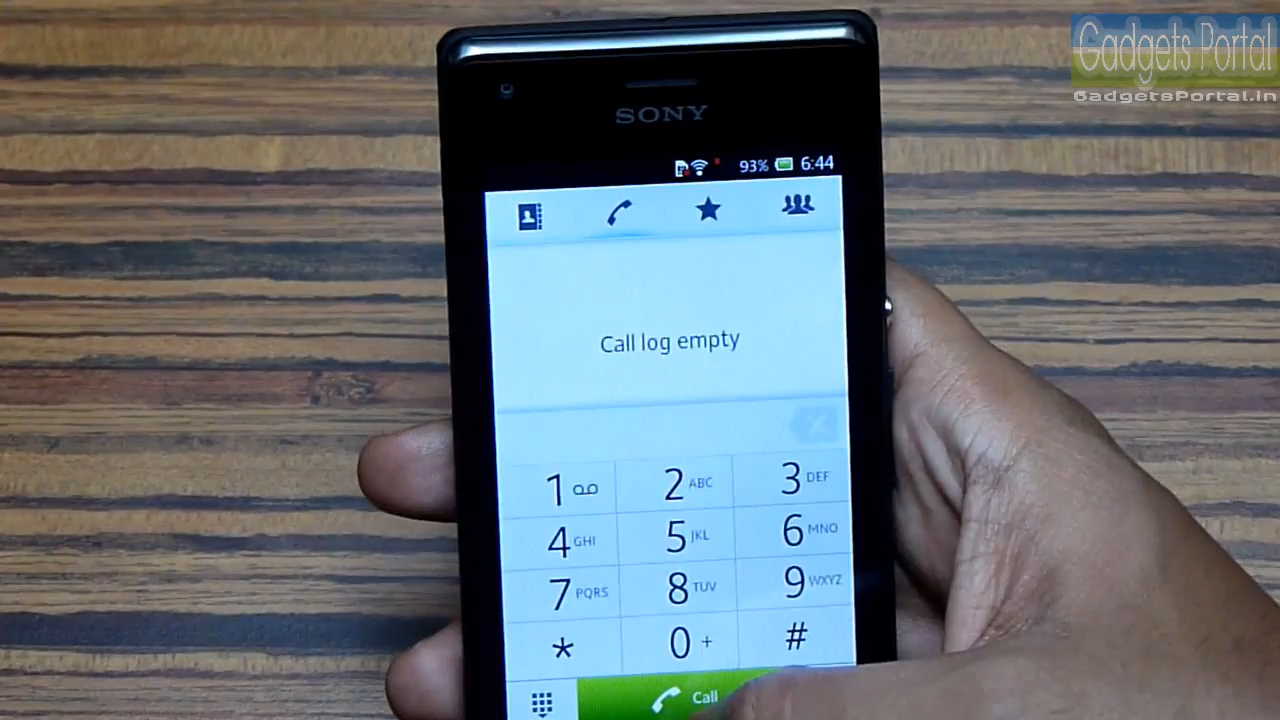 Gadgets Portal
GadgetsPortal.in
SONY
93% 6:44
Call log empty
1 2 ABC 3 DEF
4 GHI 5 JKL 6 MNO
7 PQRS 8 TUV 9 WXYZ
* 0 + #
Call